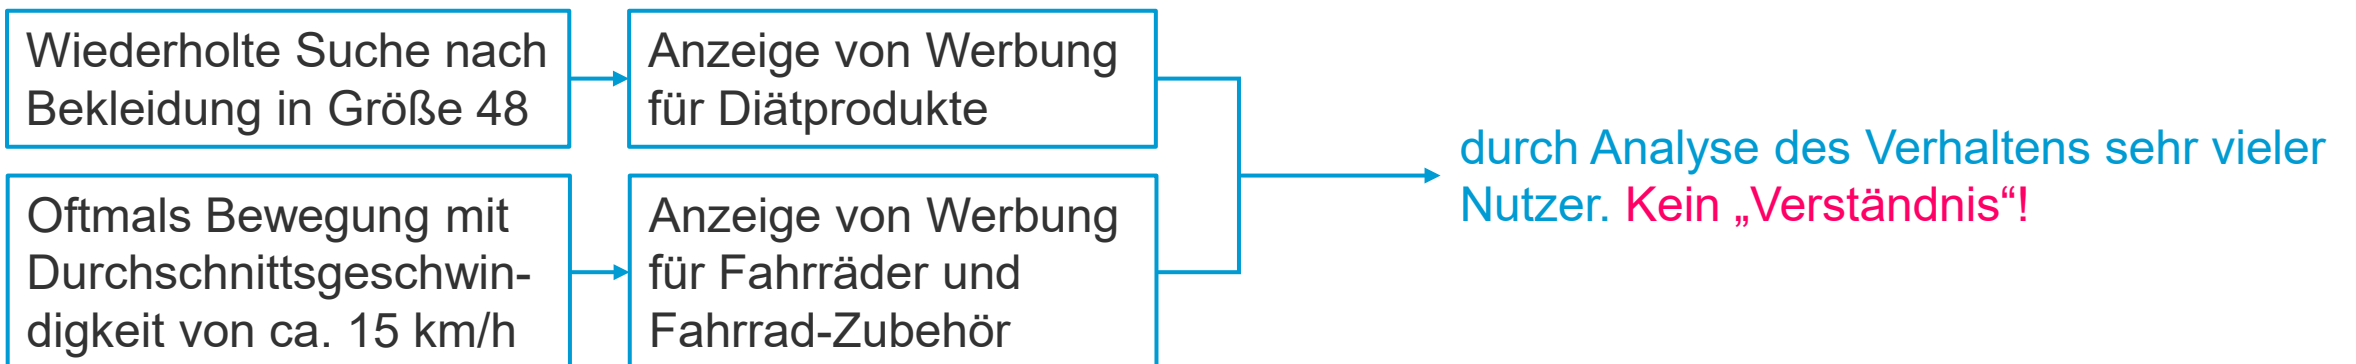 Wiederholte Suche nach
Bekleidung in Größe 48
Anzeige von Werbung
für Diätprodukte
Oftmals Bewegung mit
Durchschnittsgeschwin-
digkeit von ca. 15 km/h
Anzeige von Werbung
für Fahrräder und
Fahrrad-Zubehör
durch Analyse des Verhaltens sehr vieler
Nutzer. Kein „Verständnis“!